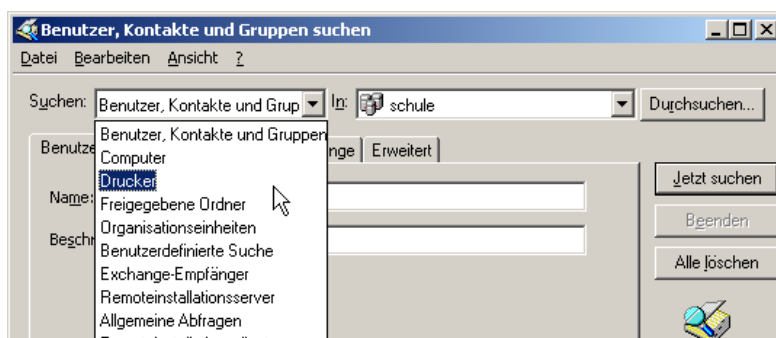 Benutzer, Kontakte und Gruppen suchen
Datei Bearbeiten Ansicht ?
Suchen: Benutzer, Kontakte und Grup In: schule Durchsuchen...
Benutzer, Kontakte und Gruppen
Benutze nge Erweitert
Computer
Drucker Jetzt suchen
Name: Freigegebene Ordner
Organisationseinheiten Beenden
Beschr Benutzerdefinierte Suche
Exchange-Empfänger Alle löschen
Remoteinstallationsserver
Allgemeine Abfragen